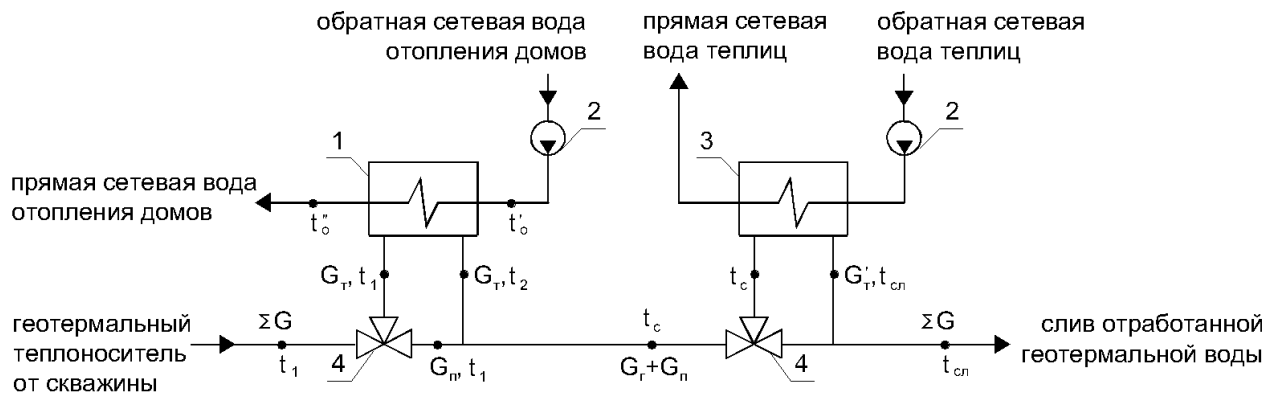 обратная сетевая вода
отопления домов
прямая сетевая
вода теплиц
обратная сетевая
вода теплиц
2
2
1
3
прямая сетевая вода
отопления домов
t″о
t′о
Gт, t1
Gт, t2
tс
G′т, tсл
геотермальный
теплоноситель
от скважины
ΣG
t1
4
Gп, t1
tс
Gг+Gп
4
ΣG
tсл
слив отработанной
геотермальной воды